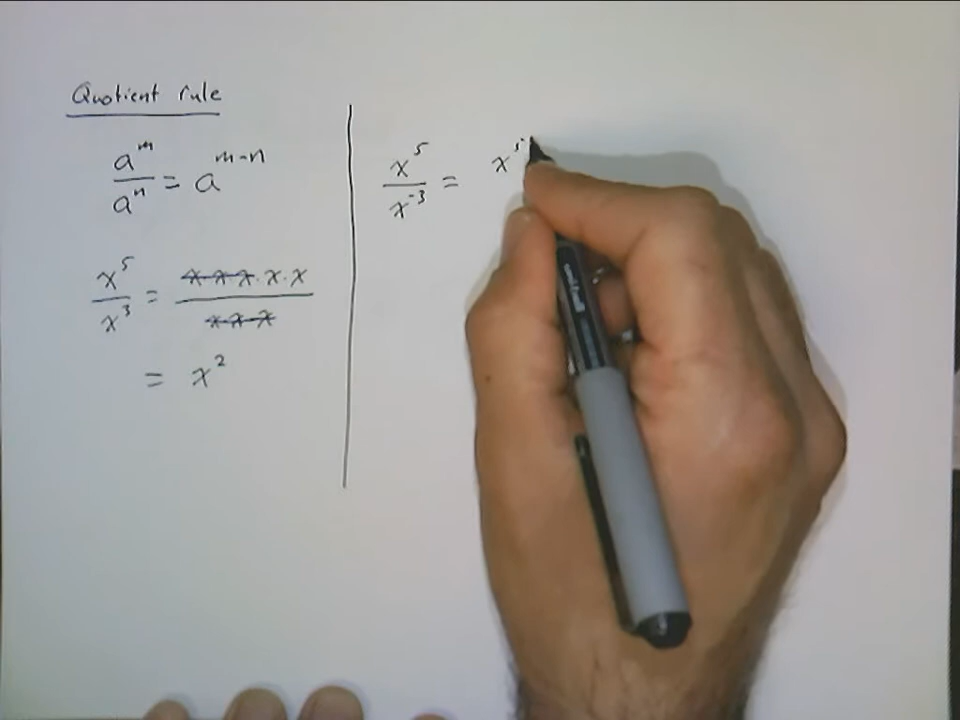 Quotient rule
a^m / a^n = a^(m-n)
x^5 / x^3 = x·x·x·x·x / x·x·x
= x^2
x^5 / x^-3 = x^5